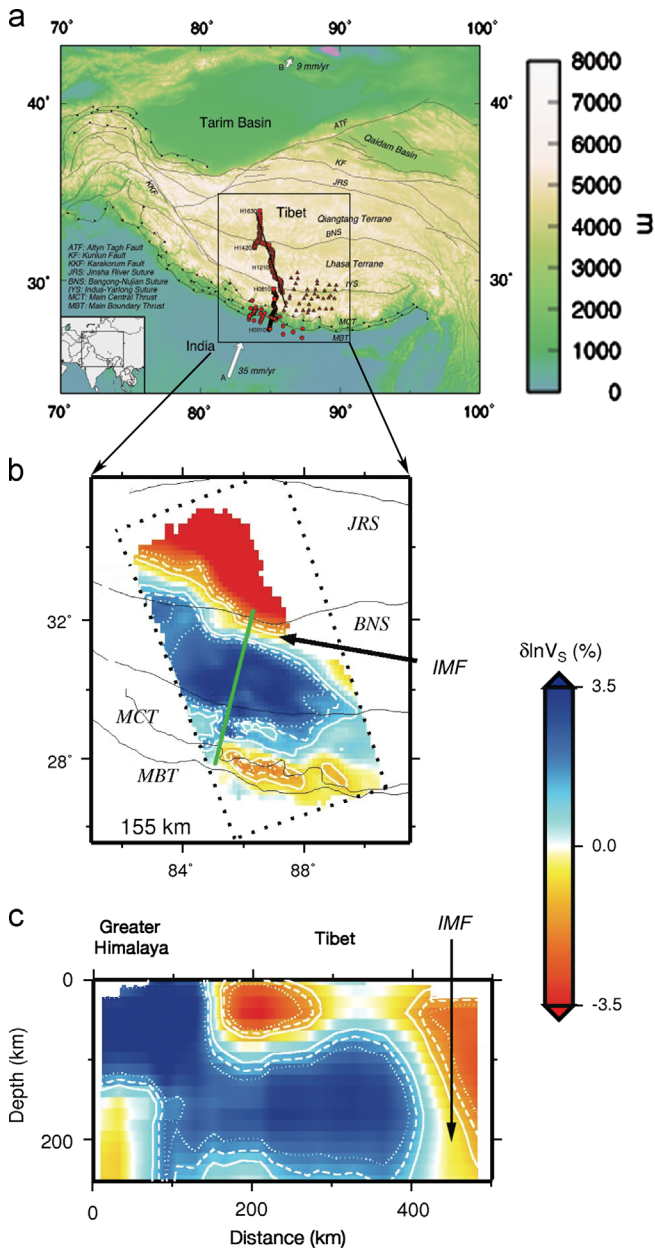 a
70° 80° 90° 100°
40°
30°
B 9 mm/yr
Tarim Basin
ATF
Qaidam Basin
KF
JRS
KKF
Tibet
H1630
Qiangtang Terrane
BNS
H1420
H1210
Lhasa Terrane
H0610
IYS
H0010
MCT
MBT
ATF: Altyn Tagh Fault
KF: Kunlun Fault
KKF: Karakorum Fault
JRS: Jinsha River Suture
BNS: Bangong-Nujian Suture
IYS: Indus-Yarlong Suture
MCT: Main Central Thrust
MBT: Main Boundary Thrust
India
A 35 mm/yr
70° 80° 90° 100°
8000
7000
6000
5000
4000
3000
2000
1000
0
m
b
JRS
32°
BNS
IMF
MCT
28°
MBT
155 km
84° 88°
δlnVS (%)
3.5
0.0
-3.5
c
Greater
Himalaya
Tibet
IMF
0
200
Depth (km)
0 200 400
Distance (km)